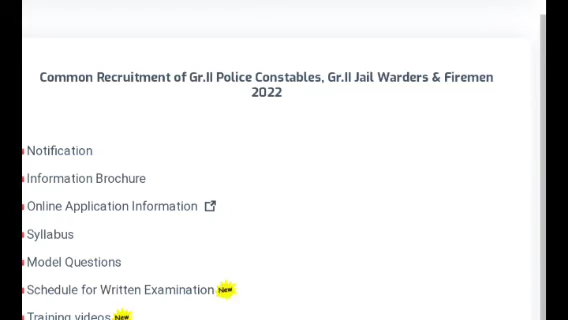 Common Recruitment of Gr.II Police Constables, Gr.II Jail Warders & Firemen
2022
Notification
Information Brochure
Online Application Information
Syllabus
Model Questions
Schedule for Written Examination New
Training videos New